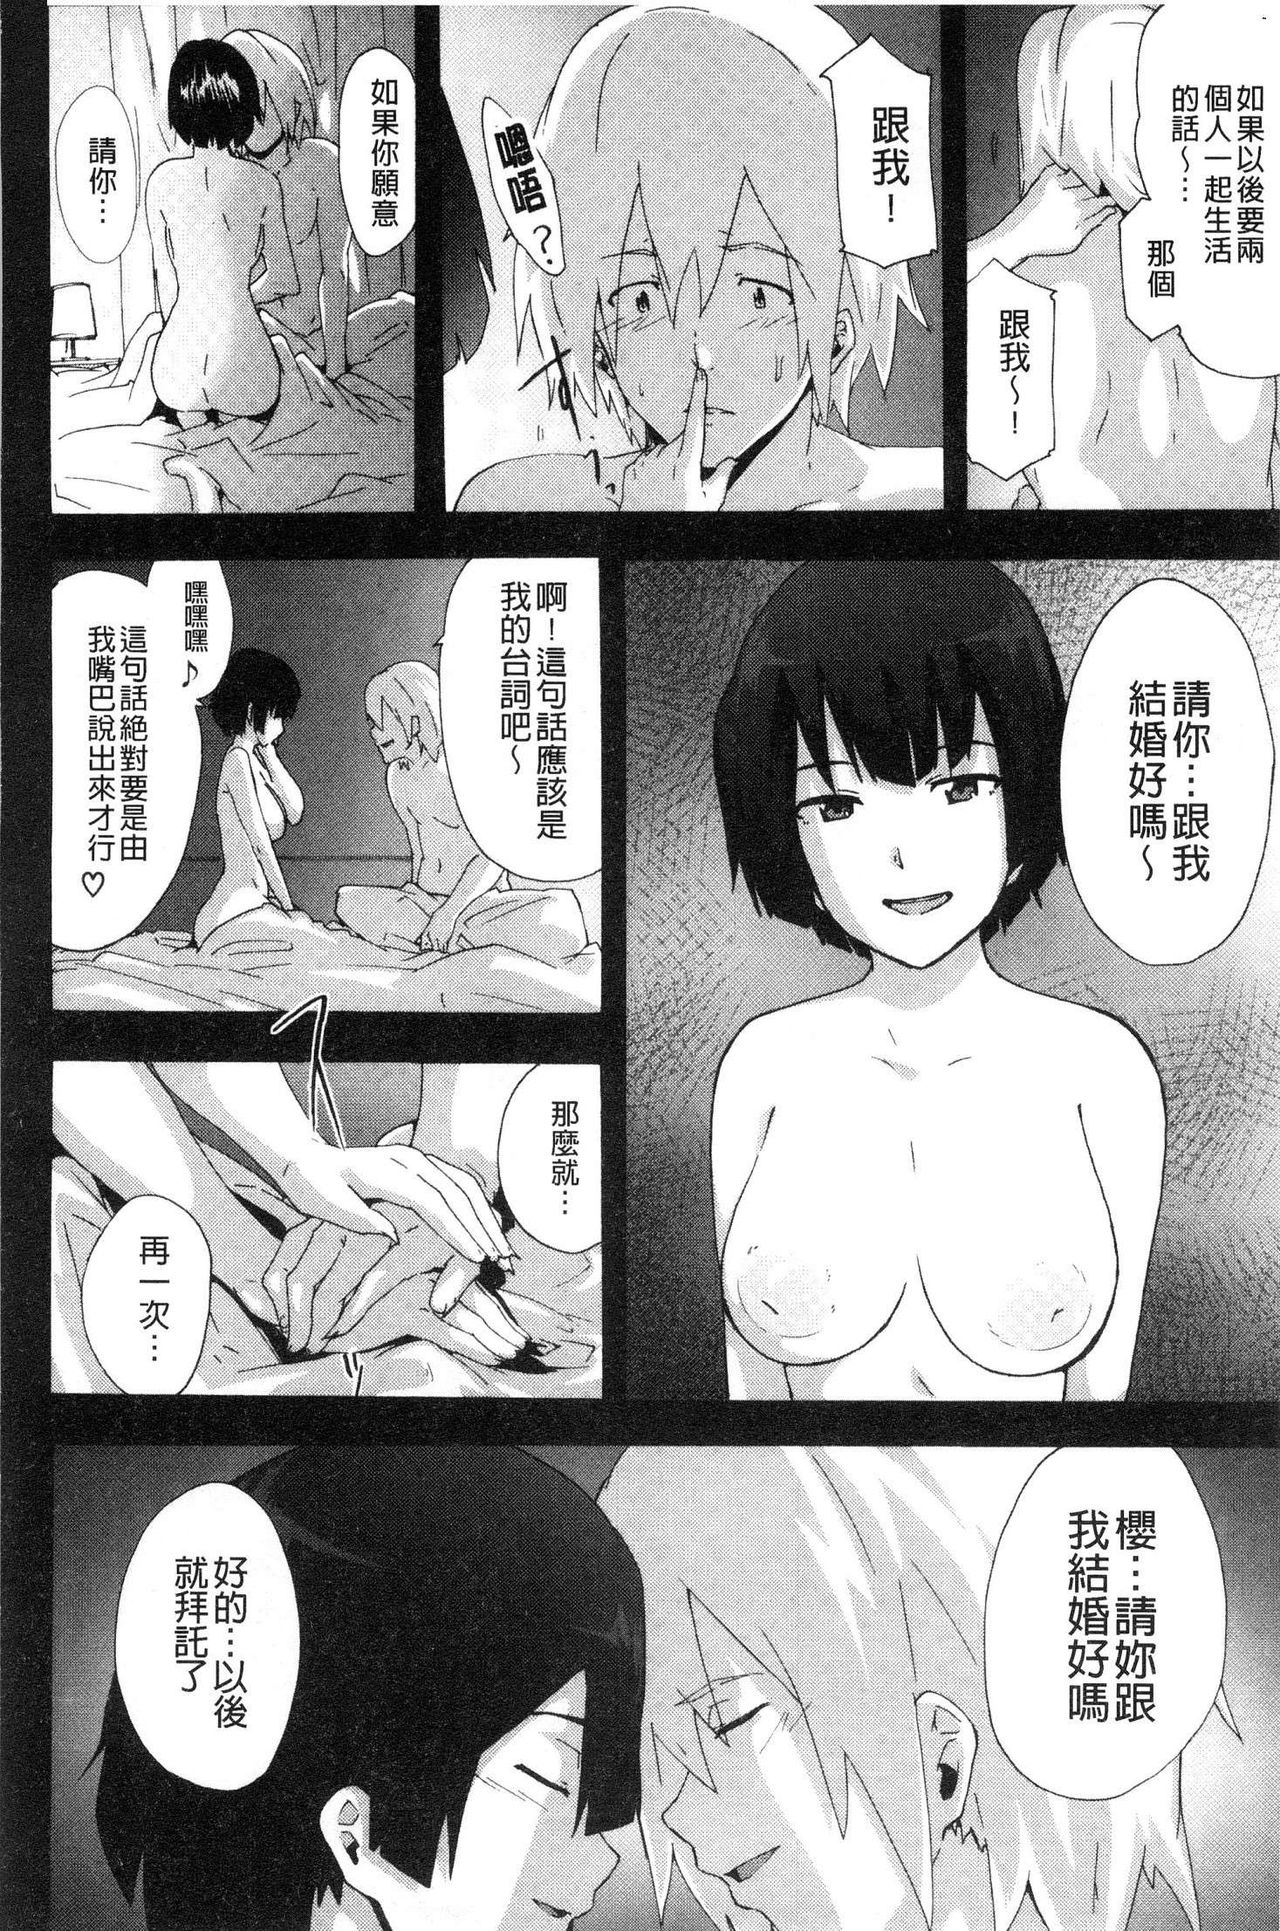 如果以後要兩
個人一起生活
的話～…
那個
跟我～！
跟我！
嗯唔？
如果你願意
請你…
請你…跟我
結婚好嗎～
啊！這句話應該是
我的台詞吧～
嘿嘿嘿♪
這句話絕對要是由
我嘴巴說出來才行♡
那麼就…
再一次…
櫻…請妳跟
我結婚好嗎
好的…以後
就拜託了